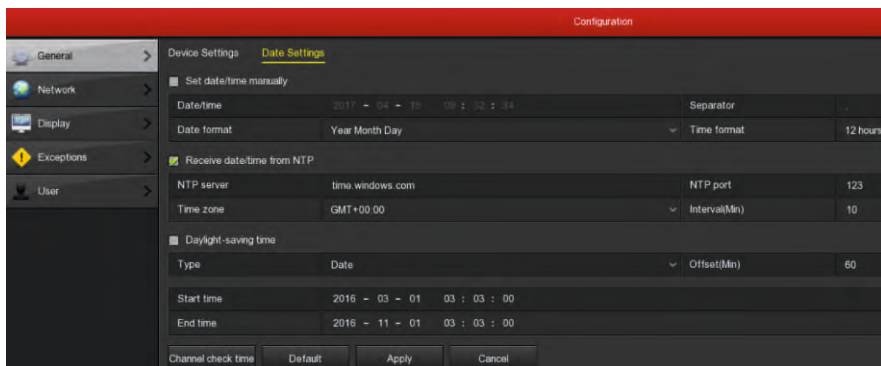 Configuration
General
Network
Display
Exceptions
User
Device Settings Date Settings
Set date/time manually
Date/time 2017 - 04 - 19 09 : 32 : 34 Separator .
Date format Year Month Day Time format 12 hours
Receive date/time from NTP
NTP server time.windows.com NTP port 123
Time zone GMT+00:00 Interval(Min) 10
Daylight-saving time
Type Date Offset(Min) 60
Start time 2016 - 03 - 01 03 : 03 : 00
End time 2016 - 11 - 01 03 : 03 : 00
Channel check time Default Apply Cancel